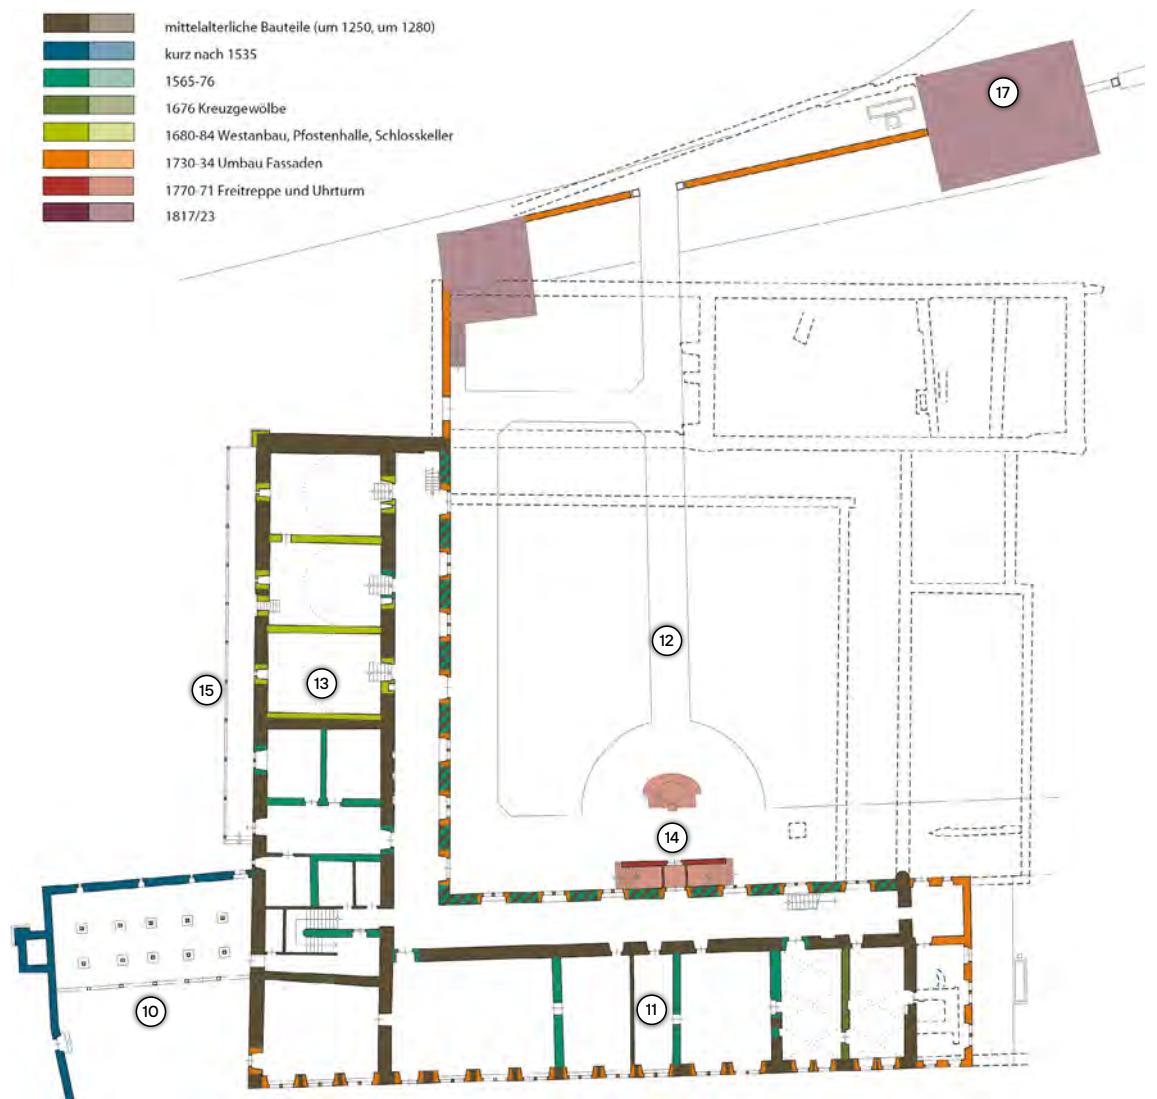 mittelalterliche Bauteile (um 1250, um 1280)
kurz nach 1535
1565-76
1676 Kreuzgewölbe
1680-84 Westanbau, Pfostenhalle, Schlosskeller
1730-34 Umbau Fassaden
1770-71 Freitreppe und Uhrturm
1817/23
17
12
13
15
14
10
11